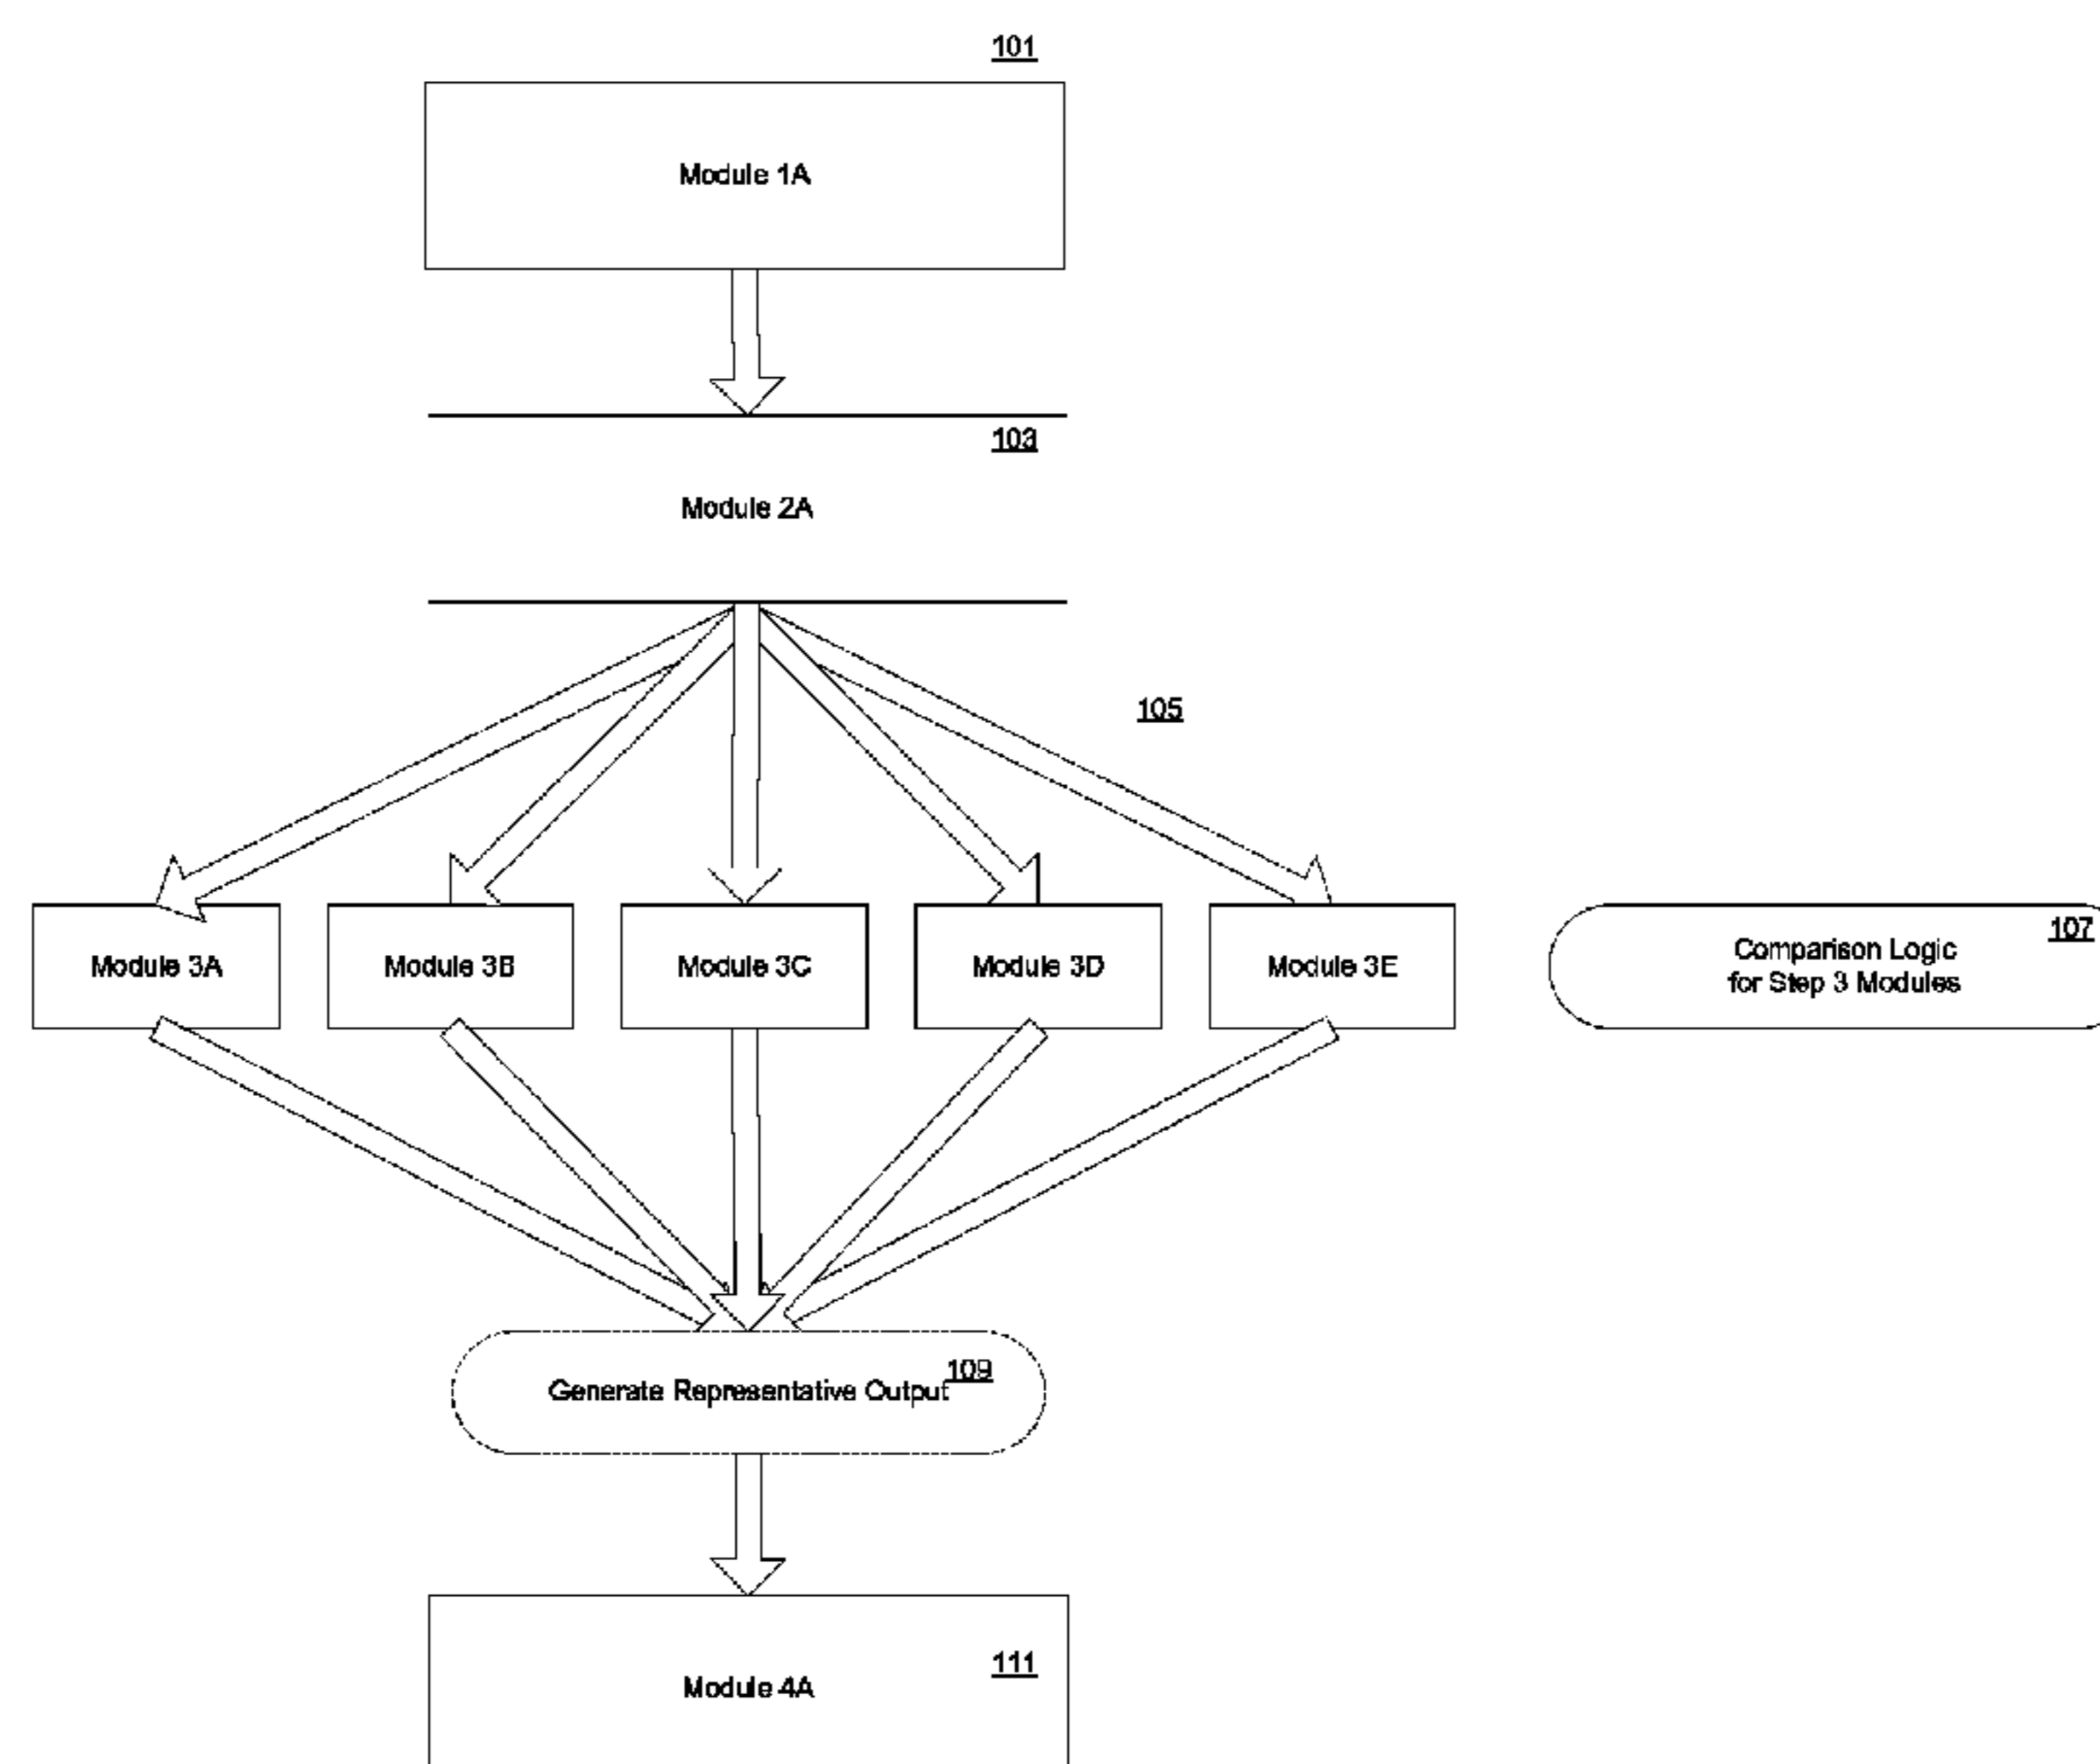 101
Module 1A
103
Module 2A
105
Module 3A
Module 3B
Module 3C
Module 3D
Module 3E
107
Comparison Logic
for Step 3 Modules
109
Generate Representative Output
111
Module 4A